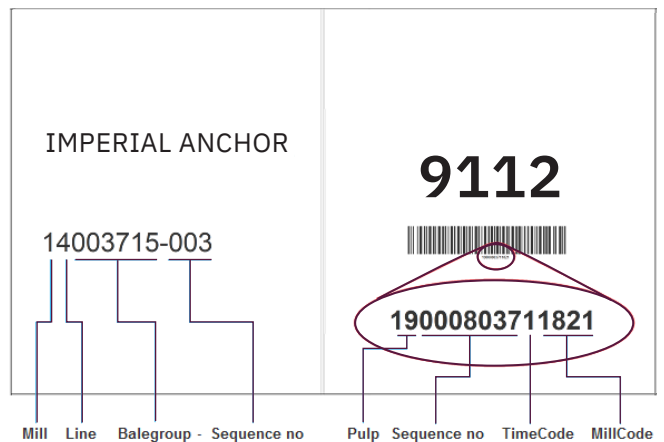 IMPERIAL ANCHOR
14003715-003
9112
19000803711821
Mill Line Balegroup - Sequence no
Pulp Sequence no TimeCode MillCode